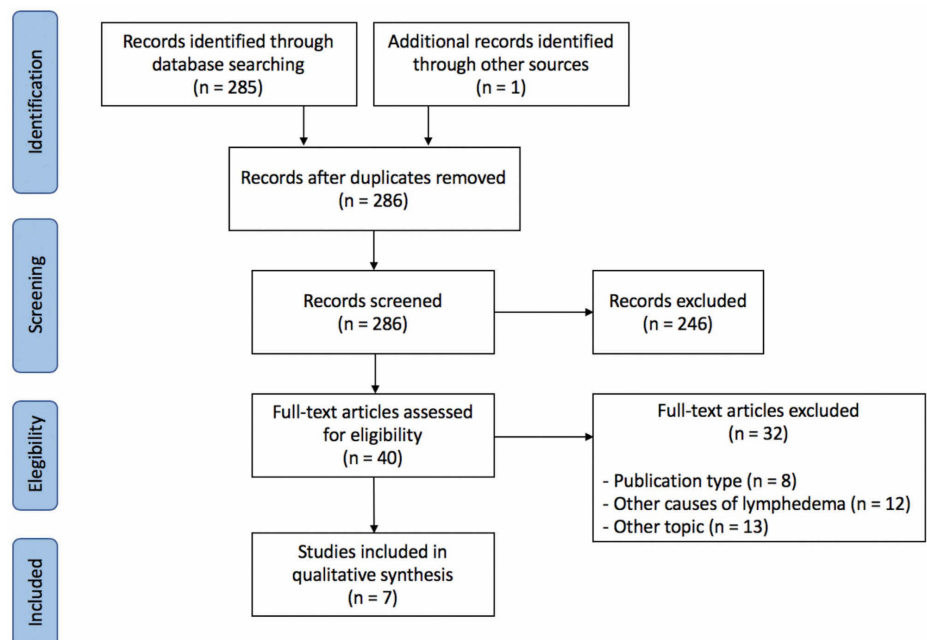 Identification
Records identified through
database searching
(n = 285)
Additional records identified
through other sources
(n = 1)
Records after duplicates removed
(n = 286)
Screening
Records screened
(n = 286)
Records excluded
(n = 246)
Elegibility
Full-text articles assessed
for eligibility
(n = 40)
Full-text articles excluded
(n = 32)
- Publication type (n = 8)
- Other causes of lymphedema (n = 12)
- Other topic (n = 13)
Included
Studies included in
qualitative synthesis
(n = 7)